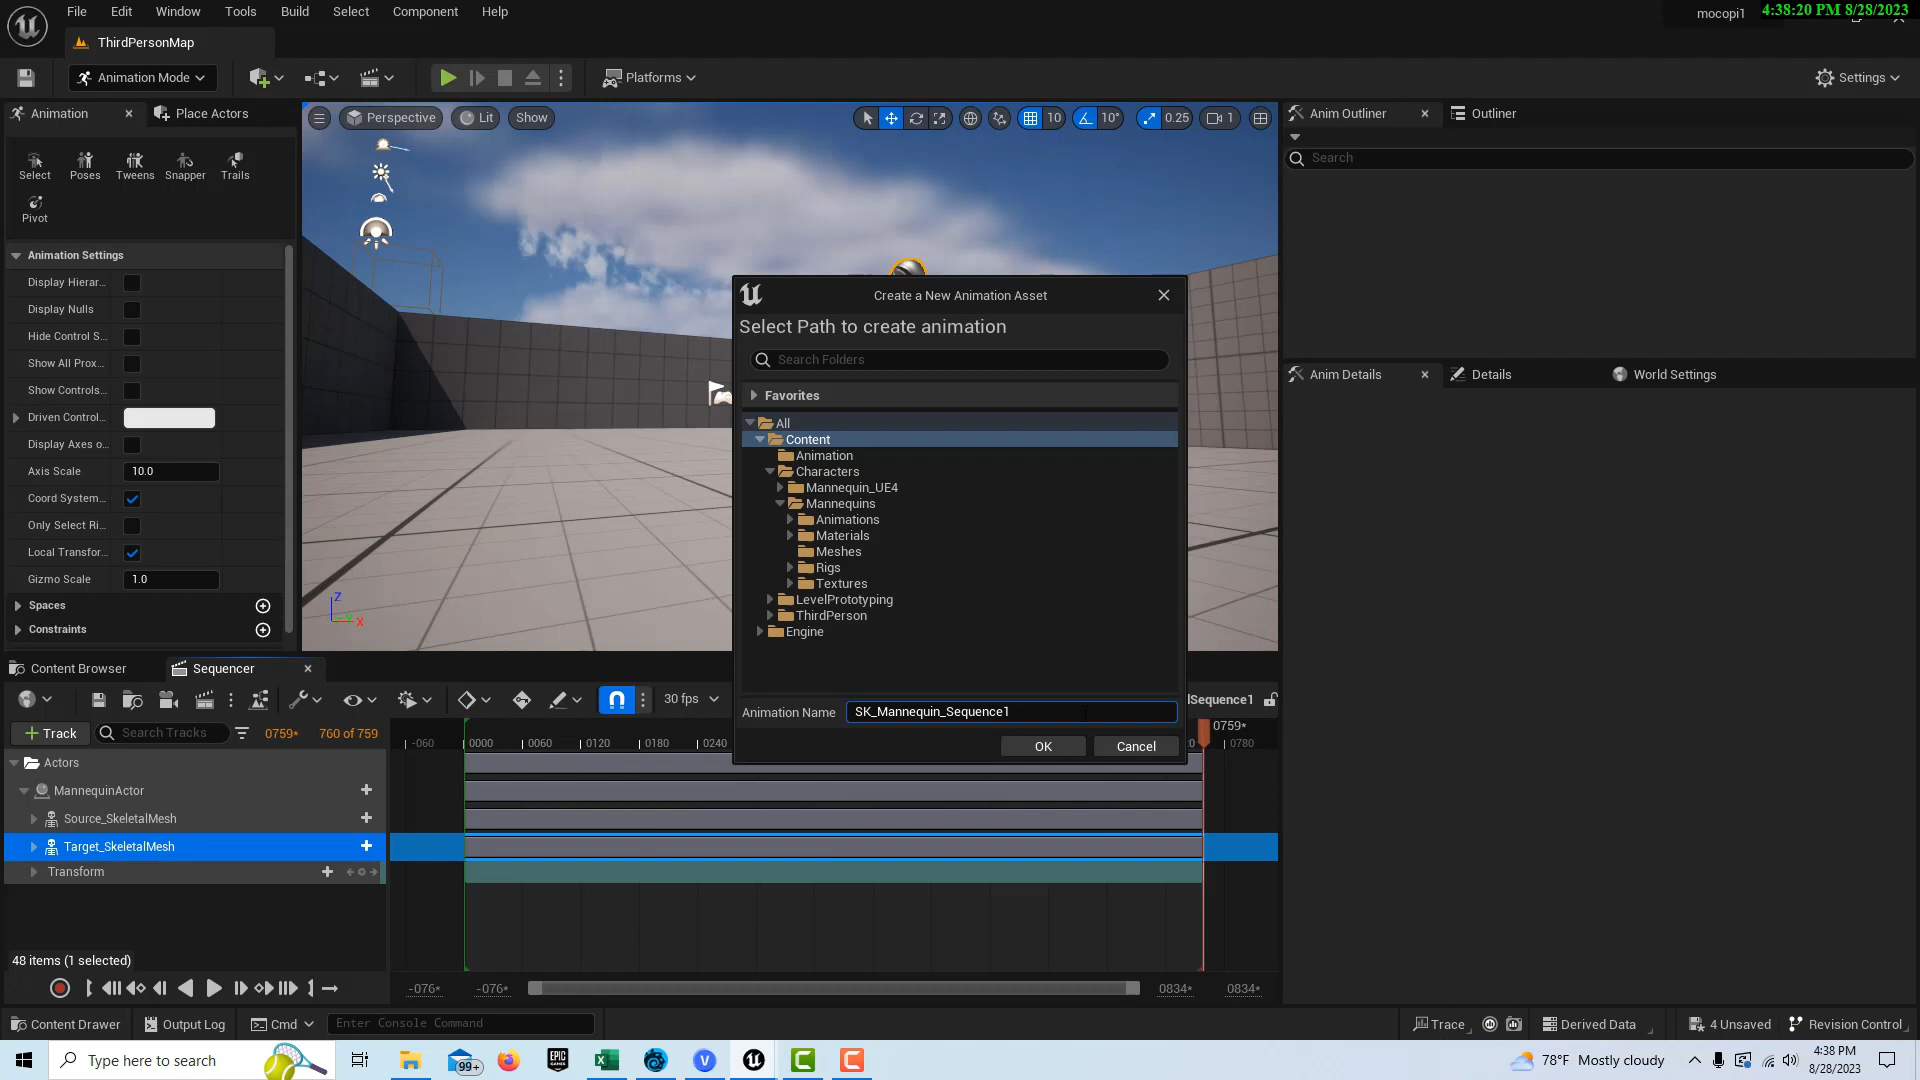 File Edit Window Tools Build Select Component Help
mocopi1
4:38:20 PM 8/28/2023
ThirdPersonMap
Animation Mode
Platforms
Settings
Animation
Place Actors
Perspective
Lit
Show
10
10°
0.25
1
Anim Outliner
Outliner
Search
Select Poses Tweens Snapper Trails
Pivot
Animation Settings
Display Hierar...
Display Nulls
Hide Control S...
Show All Prox...
Show Controls...
Driven Control...
Display Axes o...
Axis Scale 10.0
Coord System...
Only Select Ri...
Local Transfor...
Gizmo Scale 1.0
Spaces
Constraints
Z
X
Create a New Animation Asset
Select Path to create animation
Search Folders
Favorites
All
Content
Animation
Characters
Mannequin_UE4
Mannequins
Animations
Materials
Meshes
Rigs
Textures
LevelPrototyping
ThirdPerson
Engine
Animation Name SK_Mannequin_Sequence1
OK Cancel
Anim Details
Details
World Settings
Content Browser
Sequencer
30 fps
lSequence1
Track
Search Tracks
0759*
760 of 759
-060 0000 0060 0120 0180 0240
0759*
0780
Actors
MannequinActor
Source_SkeletalMesh
Target_SkeletalMesh
Transform
48 items (1 selected)
-076* -076* 0834* 0834*
Content Drawer
Output Log
Cmd
Enter Console Command
Trace
Derived Data
4 Unsaved
Revision Control
Type here to search
99+
EPIC GAMES
78°F Mostly cloudy
4:38 PM
8/28/2023